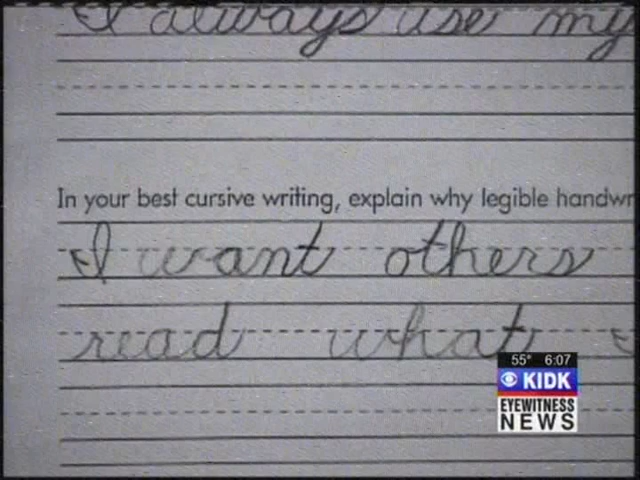 I always use my
In your best cursive writing, explain why legible handwr
I want others
read what
55° 6:07
KIDK
EYEWITNESS
NEWS